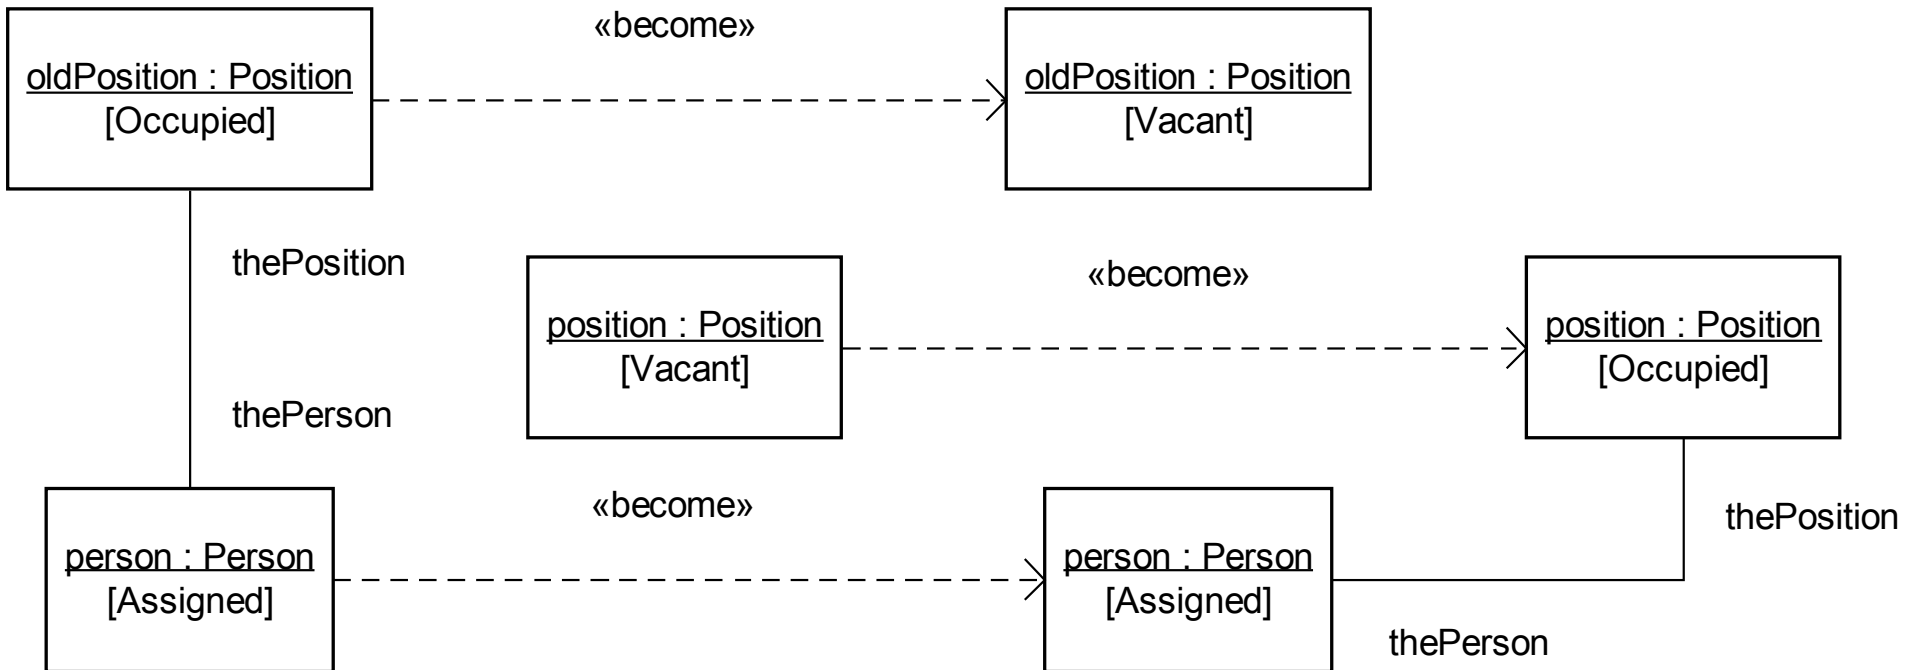 «become»
oldPosition : Position
[Occupied]
oldPosition : Position
[Vacant]
thePosition
«become»
position : Position
[Vacant]
position : Position
[Occupied]
thePerson
«become»
person : Person
[Assigned]
person : Person
[Assigned]
thePosition
thePerson